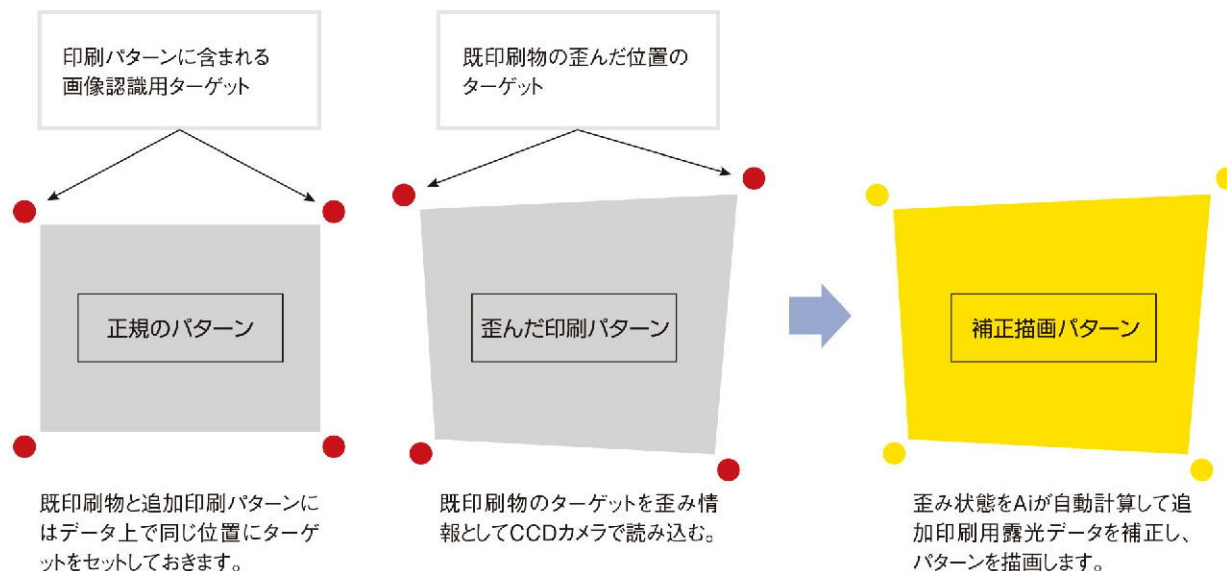 印刷パターンに含まれる
画像認識用ターゲット
既印刷物の歪んだ位置の
ターゲット
正規のパターン
歪んだ印刷パターン
補正描画パターン
既印刷物と追加印刷パターンに
はデータ上で同じ位置にターゲ
ットをセットしておきます。
既印刷物のターゲットを歪み情
報としてCCDカメラで読み込む。
歪み状態をAiが自動計算して追
加印刷用露光データを補正し、
パターンを描画します。